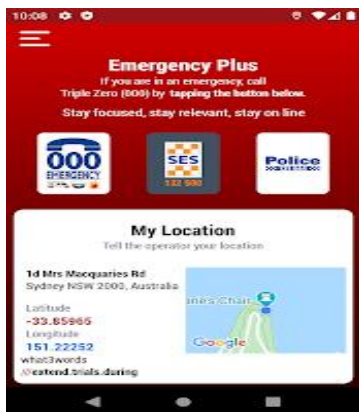 10:08
Emergency Plus
If you are in an emergency, call
Triple Zero (000) by tapping the button below.
Stay focused, stay relevant, stay on line
000
EMERGENCY
SES
132 500
Police
My Location
Tell the operator your location
1d Mrs Macquaries Rd
Sydney NSW 2000, Australia
Latitude
-33.85965
Longitude
151.22252
what3words
///extend.trials.during
Chair
Google